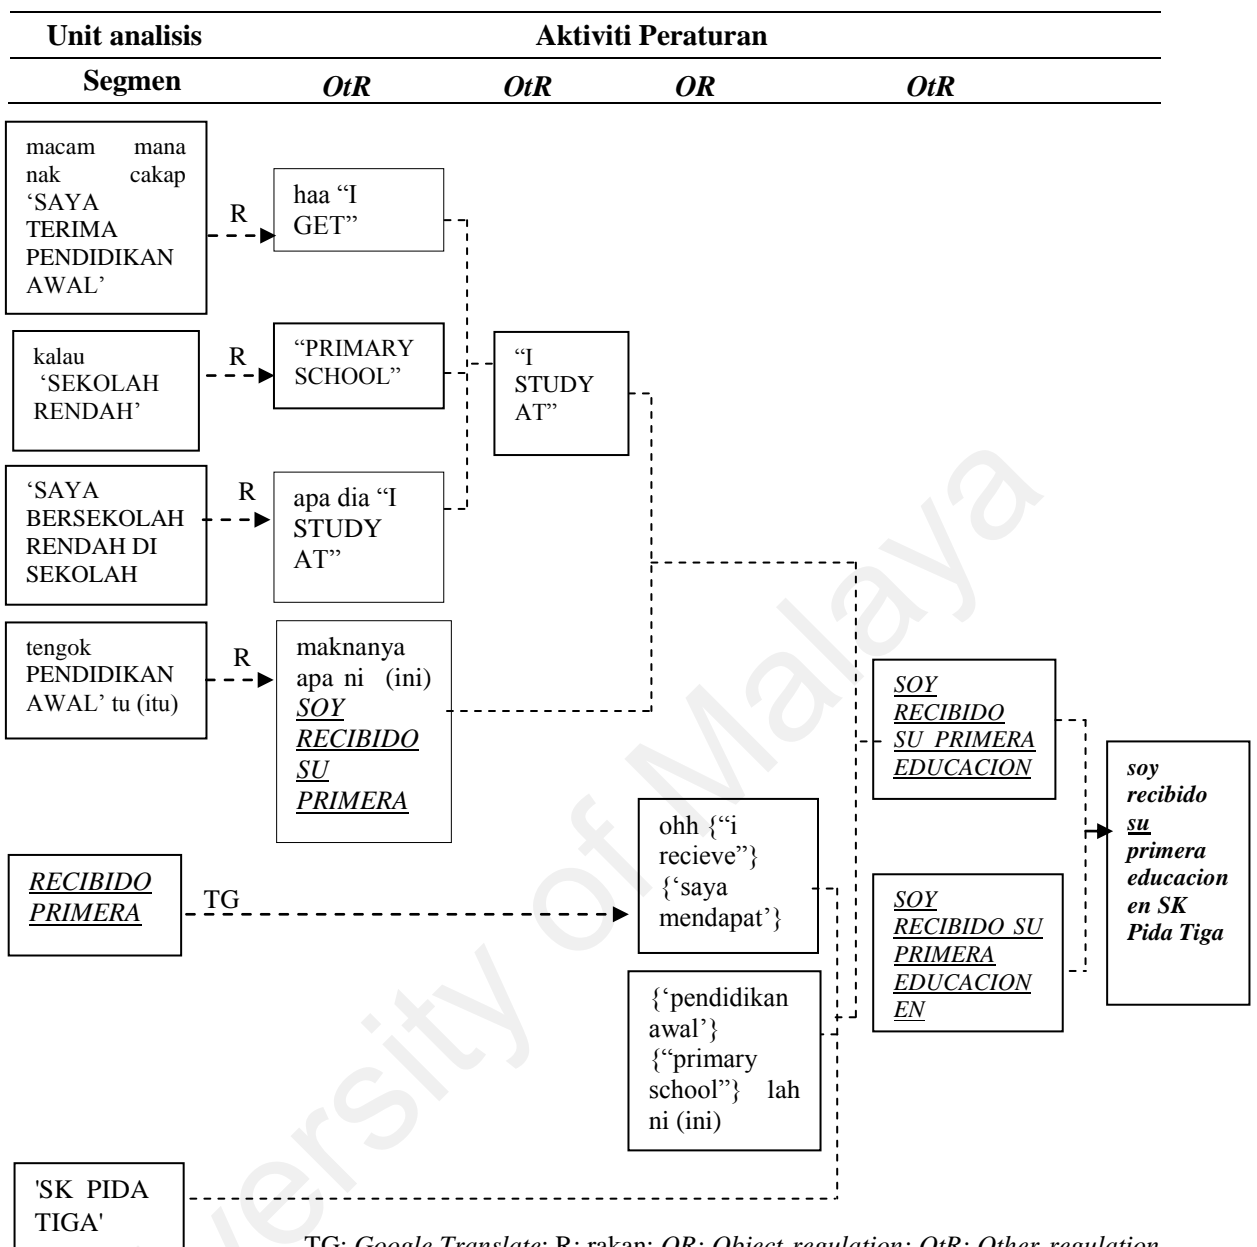 Unit analisis Aktiviti Peraturan
Segmen OtR OtR OR OtR
macam mana
nak cakap
‘SAYA
TERIMA
PENDIDIKAN
AWAL’
R
haa “I
GET”
kalau
‘SEKOLAH
RENDAH’
R
“PRIMARY
SCHOOL”
“I
STUDY
AT”
‘SAYA
BERSEKOLAH
RENDAH DI
SEKOLAH
R
apa dia “I
STUDY
AT”
tengok
PENDIDIKAN
AWAL’ tu (itu)
R
maknanya
apa ni (ini)
SOY
RECIBIDO
SU
PRIMERA
SOY
RECIBIDO
SU PRIMERA
EDUCACION
soy
recibido
su
primera
educacion
en SK
Pida Tiga
RECIBIDO
PRIMERA
TG
ohh {“i
recieve”}
{‘saya
mendapat’}
SOY
RECIBIDO SU
PRIMERA
EDUCACION
EN
{‘pendidikan
awal’}
{“primary
school”} lah
ni (ini)
'SK PIDA
TIGA'
TG: Google Translate; R: rakan; OR: Object regulation; OtR: Other regulation
University of Malaya